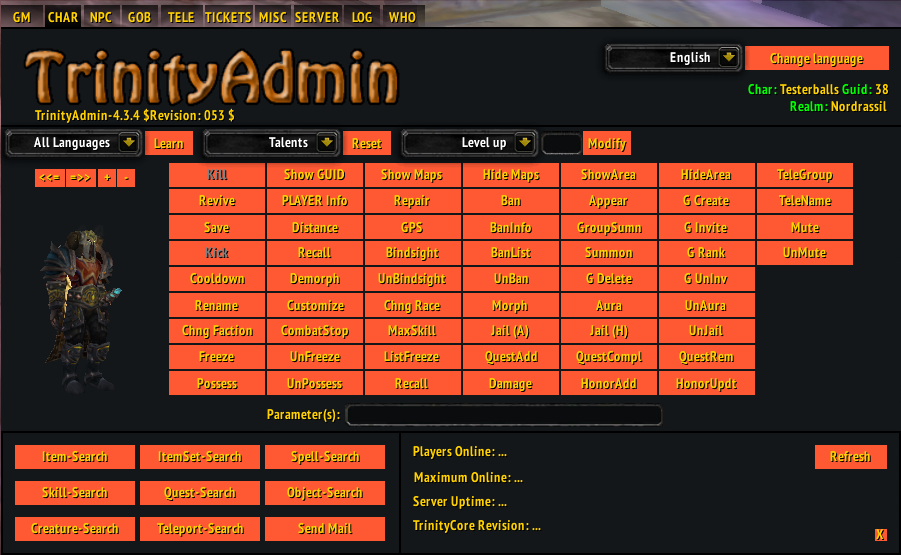 GM CHAR NPC GOB TELE TICKETS MISC SERVER LOG WHO
TrinityAdmin
English Change language
TrinityAdmin-4.3.4 $Revision: 053 $
Char: Testerballs Guid: 38
Realm: Nordrassil
All Languages Learn Talents Reset Level up Modify
<<= =>> + -
Kill Show GUID Show Maps Hide Maps ShowArea HideArea TeleGroup
Revive PLAYER Info Repair Ban Appear G Create TeleName
Save Distance GPS BanInfo GroupSumn G Invite Mute
Kick Recall Bindsight BanList Summon G Rank UnMute
Cooldown Demorph UnBindsight UnBan G Delete G UnInv
Rename Customize Chng Race Morph Aura UnAura
Chng Faction CombatStop MaxSkill Jail (A) Jail (H) UnJail
Freeze UnFreeze ListFreeze QuestAdd QuestCompl QuestRem
Possess UnPossess Recall Damage HonorAdd HonorUpdt
Parameter(s):
Item-Search ItemSet-Search Spell-Search
Skill-Search Quest-Search Object-Search
Creature-Search Teleport-Search Send Mail
Players Online: ...
Refresh
Maximum Online: ...
Server Uptime: ...
TrinityCore Revision: ...
X